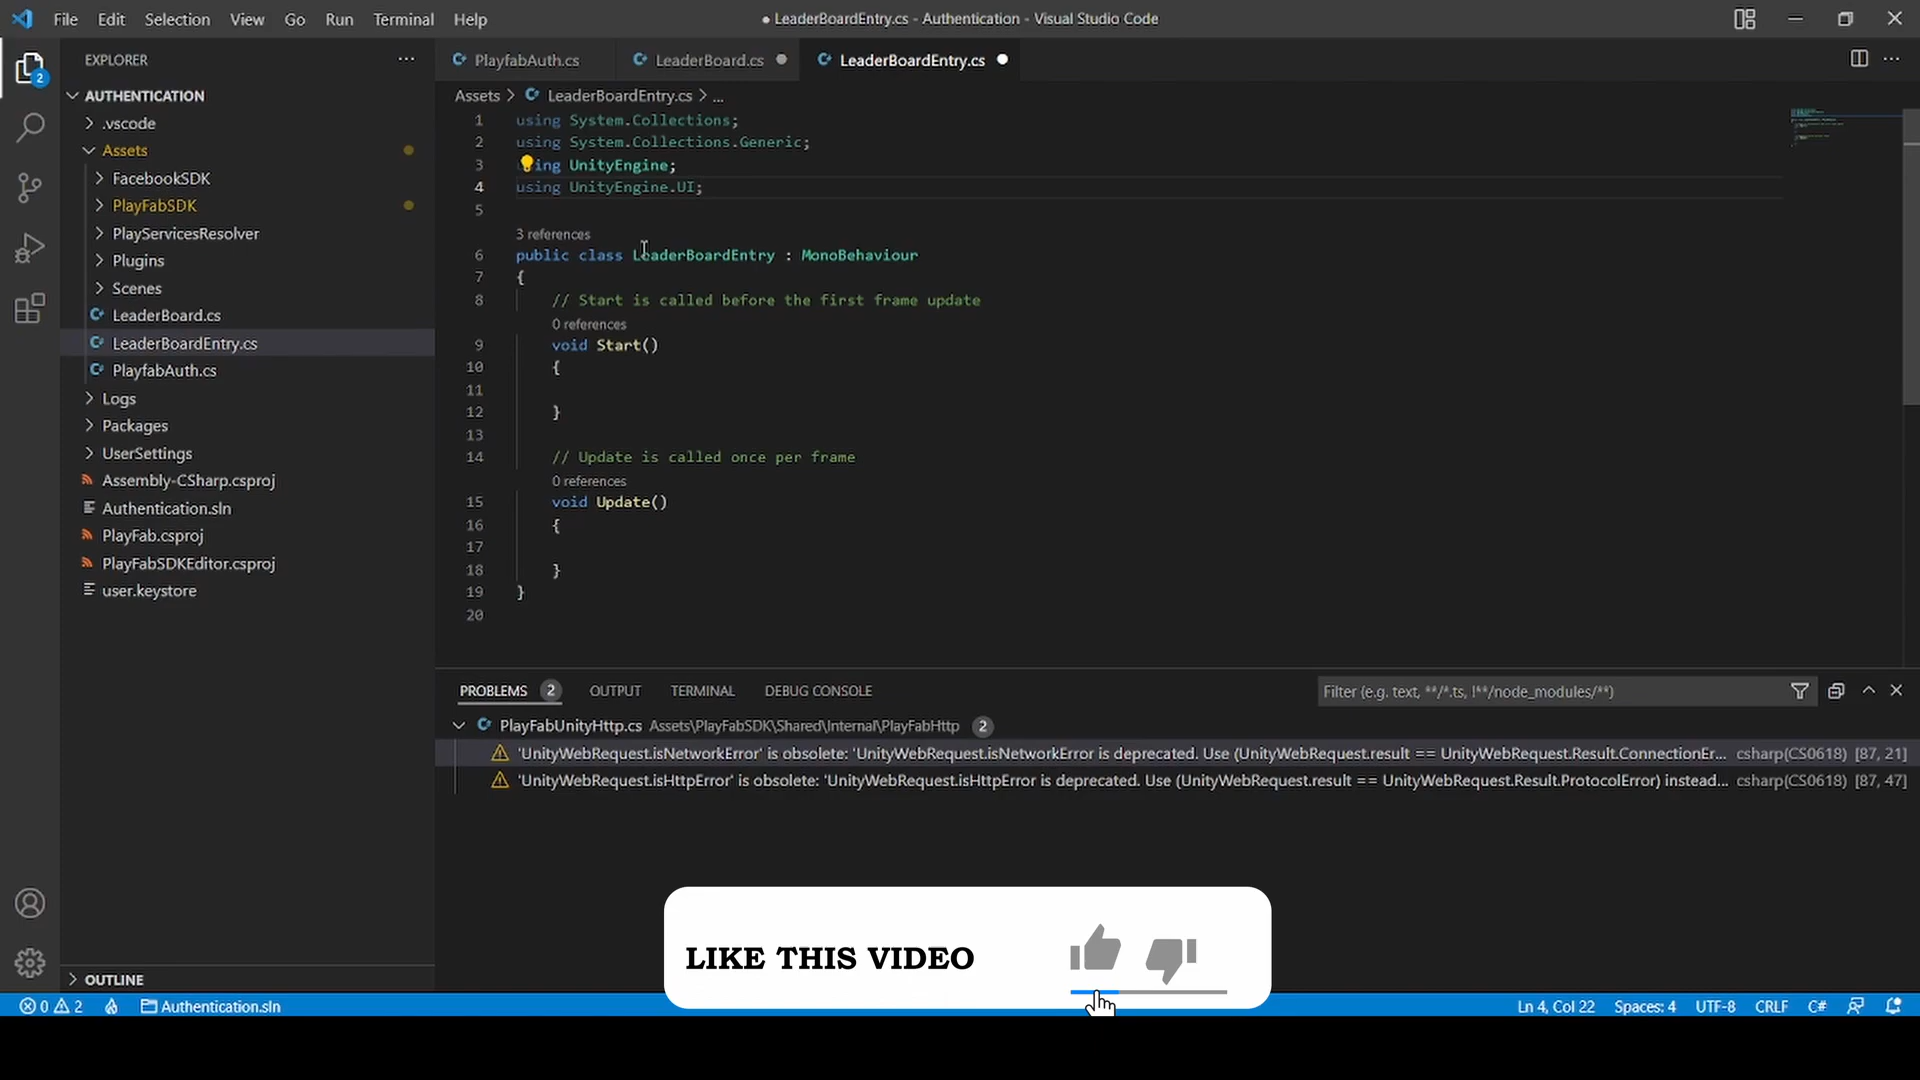 File Edit Selection View Go Run Terminal Help
● LeaderBoardEntry.cs - Authentication - Visual Studio Code
EXPLORER
2
AUTHENTICATION
.vscode
Assets
FacebookSDK
PlayFabSDK
PlayServicesResolver
Plugins
Scenes
LeaderBoard.cs
LeaderBoardEntry.cs
PlayfabAuth.cs
Logs
Packages
UserSettings
Assembly-CSharp.csproj
Authentication.sln
PlayFab.csproj
PlayFabSDKEditor.csproj
user.keystore
OUTLINE
PlayfabAuth.cs LeaderBoard.cs LeaderBoardEntry.cs
Assets > LeaderBoardEntry.cs > ...
1 using System.Collections;
2 using System.Collections.Generic;
3 ing UnityEngine;
4 using UnityEngine.UI;
5
3 references
6 public class LeaderBoardEntry : MonoBehaviour
7 {
8 // Start is called before the first frame update
0 references
9 void Start()
10 {
11
12 }
13
14 // Update is called once per frame
0 references
15 void Update()
16 {
17
18 }
19 }
20
PROBLEMS 2 OUTPUT TERMINAL DEBUG CONSOLE Filter (e.g. text, **/*.ts, !**/node_modules/**)
PlayFabUnityHttp.cs Assets\PlayFabSDK\Shared\Internal\PlayFabHttp 2
'UnityWebRequest.isNetworkError' is obsolete: 'UnityWebRequest.isNetworkError is deprecated. Use (UnityWebRequest.result == UnityWebRequest.Result.ConnectionEr... csharp(CS0618) [87, 21]
'UnityWebRequest.isHttpError' is obsolete: 'UnityWebRequest.isHttpError is deprecated. Use (UnityWebRequest.result == UnityWebRequest.Result.ProtocolError) instead... csharp(CS0618) [87, 47]
LIKE THIS VIDEO
0 2 Authentication.sln Ln 4, Col 22 Spaces: 4 UTF-8 CRLF C#